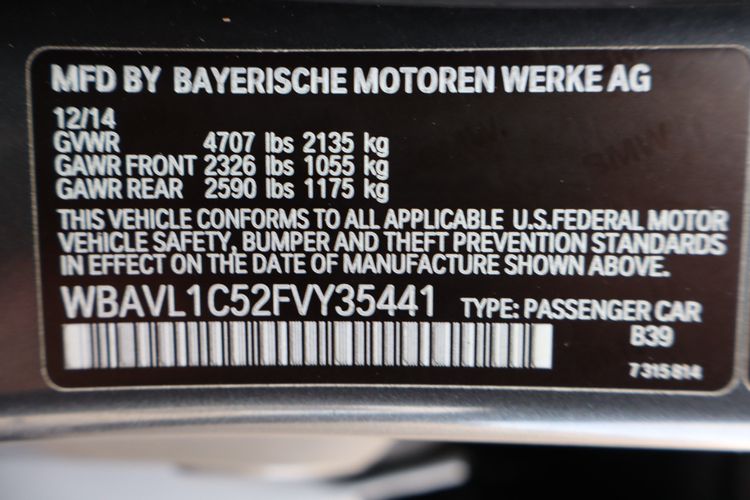 MFD BY BAYERISCHE MOTOREN WERKE AG
12/14
GVWR 4707 lbs 2135 kg
GAWR FRONT 2326 lbs 1055 kg
GAWR REAR 2590 lbs 1175 kg
THIS VEHICLE CONFORMS TO ALL APPLICABLE U.S.FEDERAL MOTOR
VEHICLE SAFETY, BUMPER AND THEFT PREVENTION STANDARDS
IN EFFECT ON THE DATE OF MANUFACTURE SHOWN ABOVE.
WBAVL1C52FVY35441 TYPE: PASSENGER CAR
B39
7315814